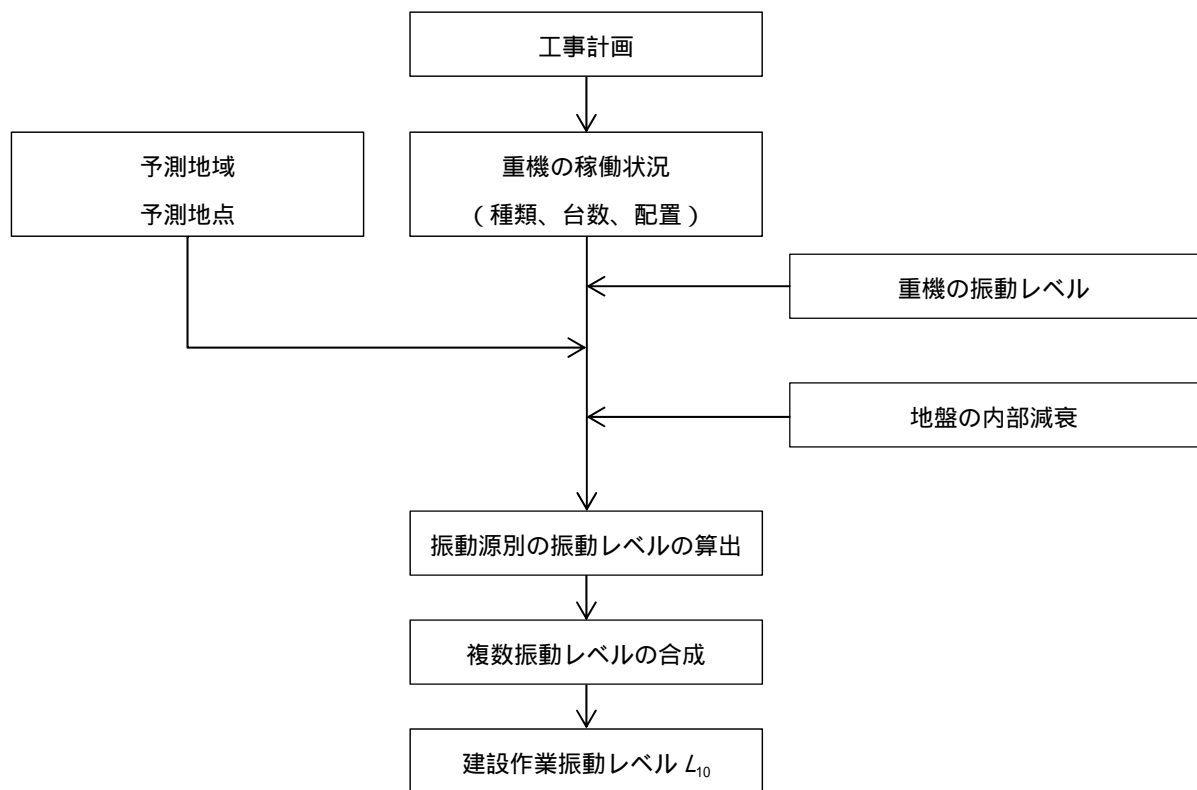 工事計画
予測地域
予測地点
重機の稼働状況
（種類、台数、配置）
重機の振動レベル
地盤の内部減衰
振動源別の振動レベルの算出
複数振動レベルの合成
建設作業振動レベル L10